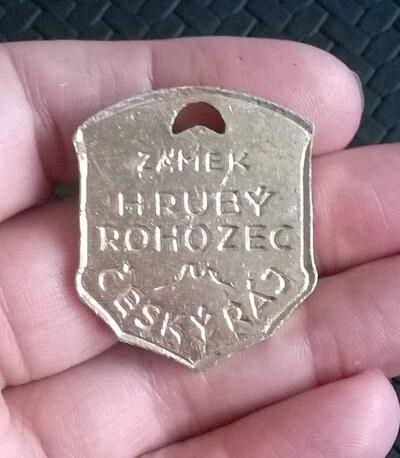 ZÁMEK
HRUBÝ
ROHOZEC
ČESKÝ RÁJ